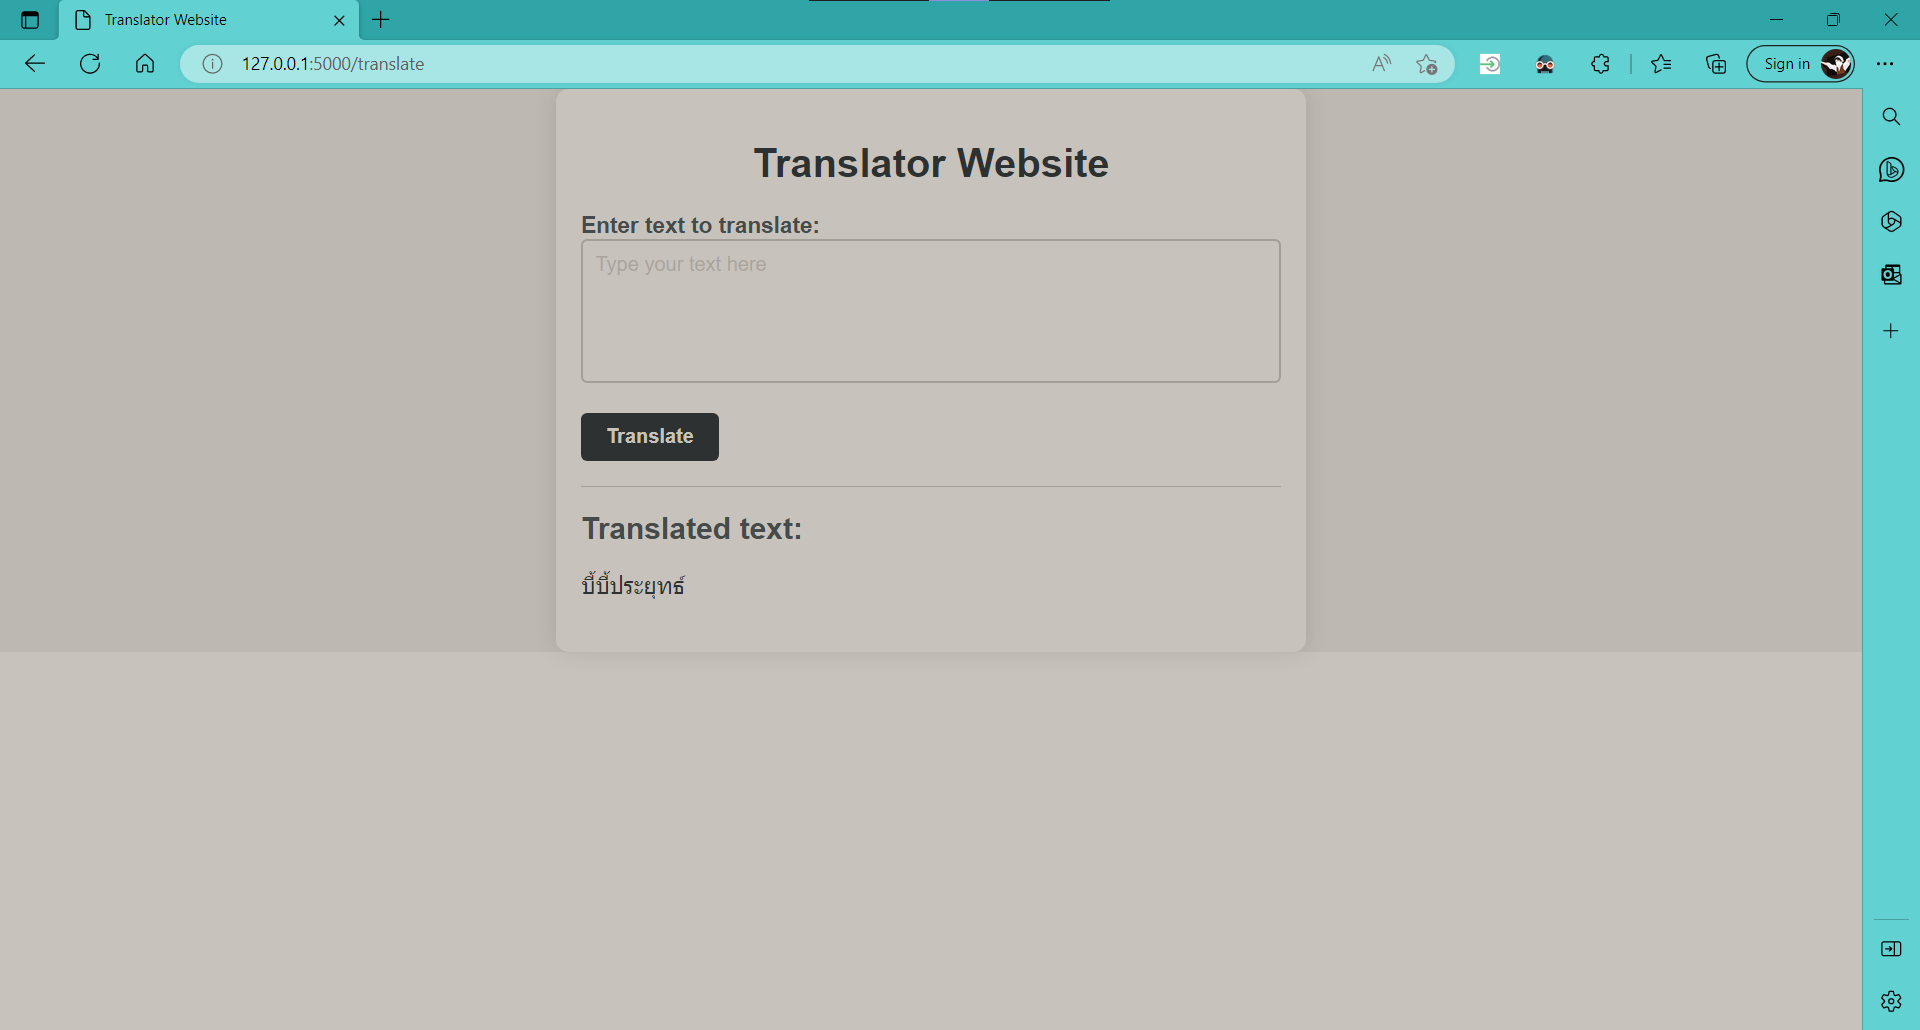 Translator Website
127.0.0.1:5000/translate
Sign in
Translator Website
Enter text to translate:
Type your text here
Translate
Translated text:
บี้บี้ประยุทธ์